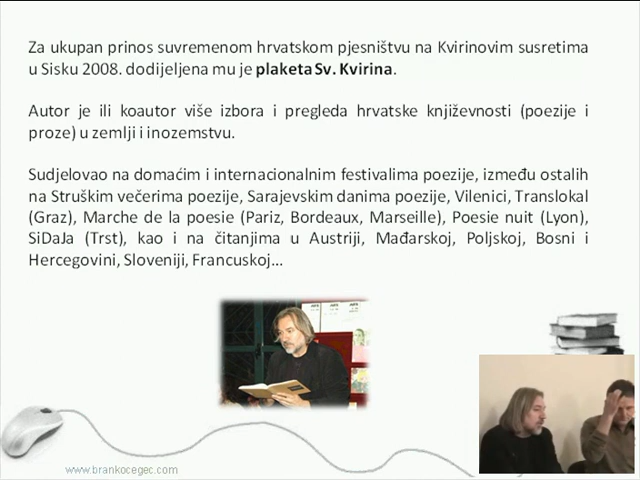 Za ukupan prinos suvremenom hrvatskom pjesništvu na Kvirinovim susretima
u Sisku 2008. dodijeljena mu je plaketa Sv. Kvirina.
Autor je ili koautor više izbora i pregleda hrvatske književnosti (poezije i
proze) u zemlji i inozemstvu.
Sudjelovao na domaćim i internacionalnim festivalima poezije, između ostalih
na Struškim večerima poezije, Sarajevskim danima poezije, Vilenici, Translokal
(Graz), Marche de la poesie (Pariz, Bordeaux, Marseille), Poesie nuit (Lyon),
SiDaJa (Trst), kao i na čitanjima u Austriji, Mađarskoj, Poljskoj, Bosni i
Hercegovini, Sloveniji, Francuskoj...
www.brankocegec.com